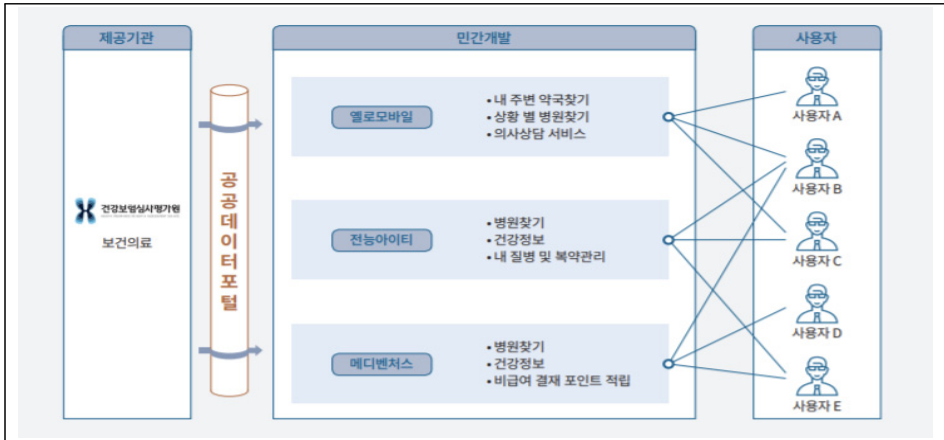 제공기관
민간개발
사용자
옐로모바일
• 내 주변 약국찾기
• 상황 별 병원찾기
• 의사상담 서비스
사용자 A
공공데이터포털
사용자 B
건강보험심사평가원
보건의료
전능아이티
• 병원찾기
• 건강정보
• 내 질병 및 복약관리
사용자 C
사용자 D
메디벤처스
• 병원찾기
• 건강정보
• 비급여 결재 포인트 적립
사용자 E